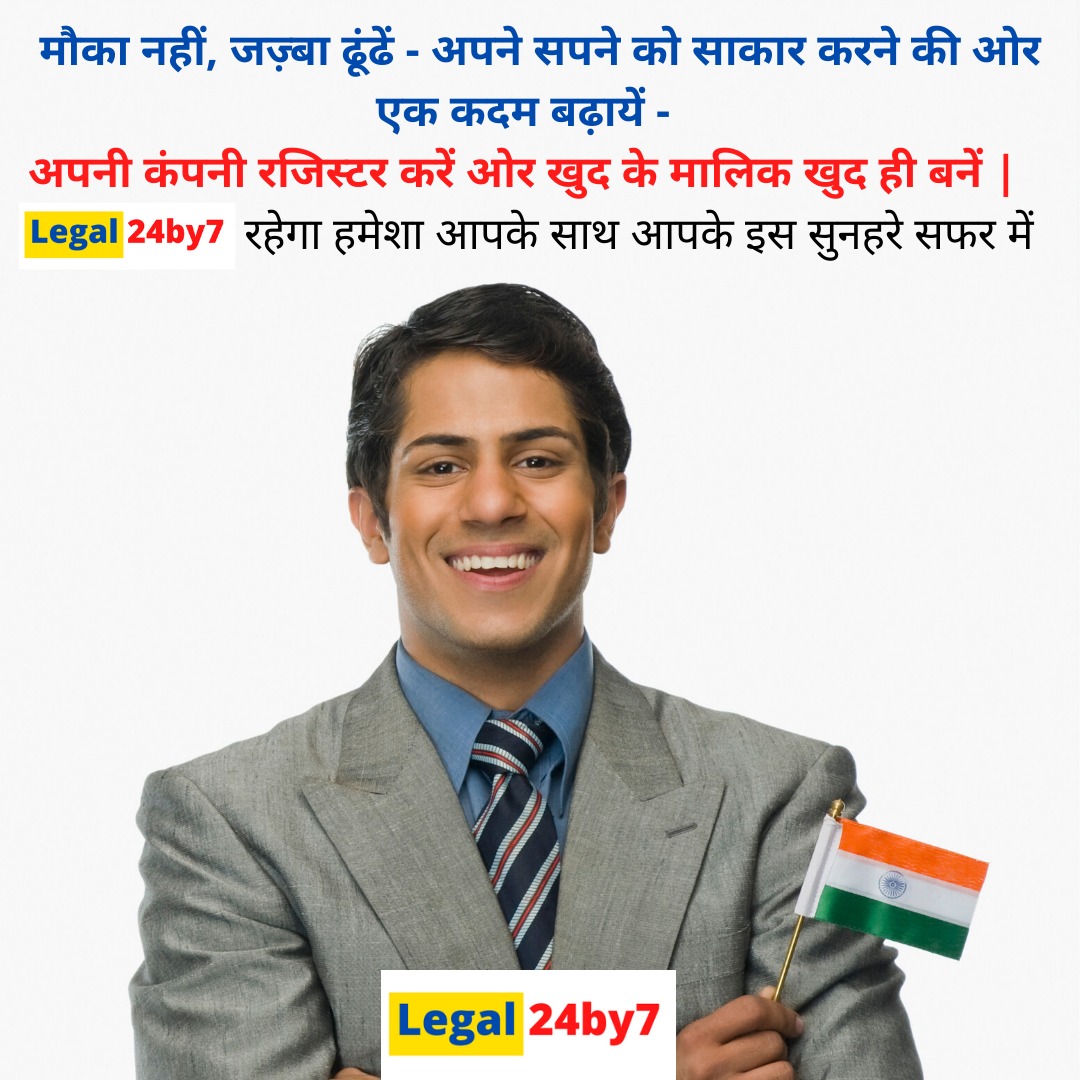 मौका नहीं, जज़्बा ढूंढें - अपने सपने को साकार करने की ओर
एक कदम बढ़ायें -
अपनी कंपनी रजिस्टर करें ओर खुद के मालिक खुद ही बनें |
Legal 24by7 रहेगा हमेशा आपके साथ आपके इस सुनहरे सफर में
Legal 24by7